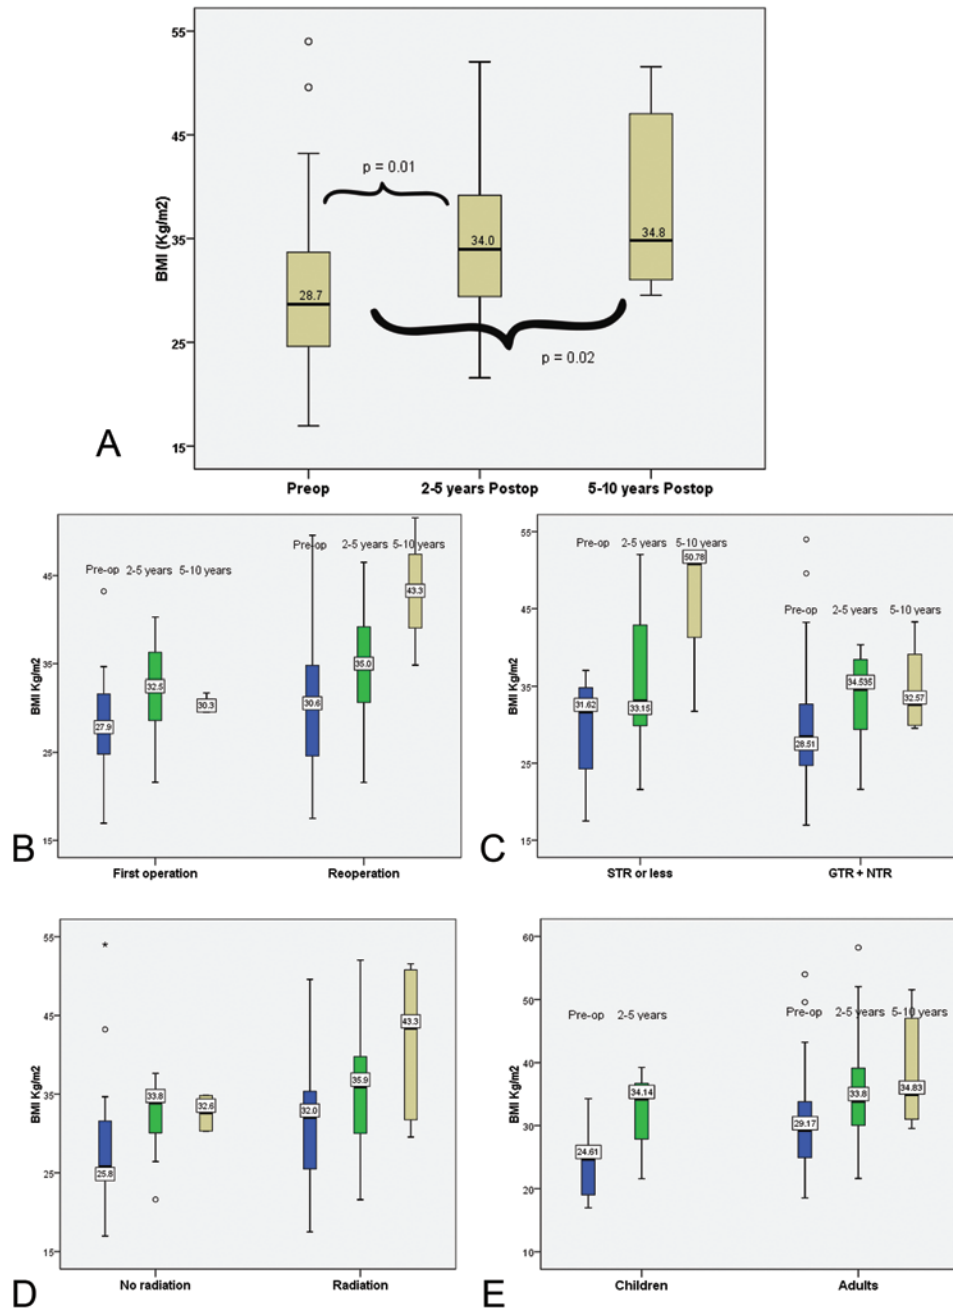 55
45
35
25
15
BMI (Kg/m2)
p = 0.01
28.7
34.0
34.8
p = 0.02
A
Preop
2-5 years Postop
5-10 years Postop
45
35
25
15
BMI Kg/m2
Pre-op
2-5 years
5-10 years
27.9
32.5
30.3
Pre-op
2-5 years
5-10 years
30.6
35.0
43.3
B
First operation
Reoperation
55
45
35
25
15
BMI Kg/m2
Pre-op
2-5 years
5-10 years
31.62
33.15
50.78
Pre-op
2-5 years
5-10 years
28.51
34.535
32.57
C
STR or less
GTR + NTR
55
45
35
25
15
BMI Kg/m2
*
25.8
33.8
32.6
32.0
35.9
43.3
D
No radiation
Radiation
60
50
40
30
20
10
BMI Kg/m2
Pre-op
2-5 years
24.61
34.14
Pre-op
2-5 years
5-10 years
29.17
33.8
34.83
E
Children
Adults